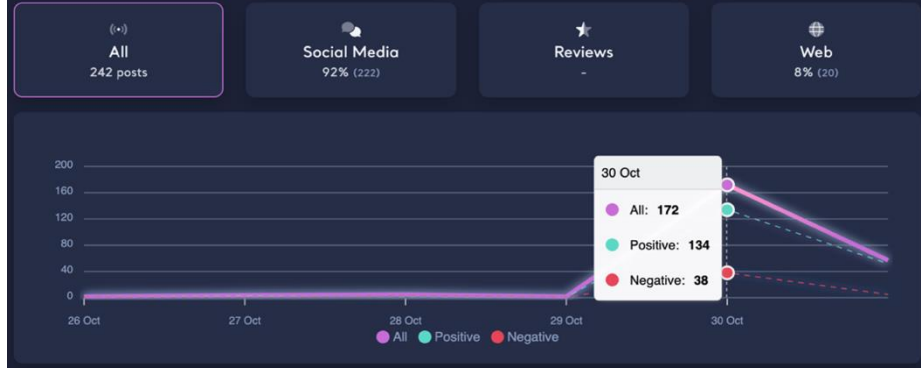 All
242 posts
Social Media
92% (222)
Reviews
-
Web
8% (20)
200
160
120
80
40
0
30 Oct
All: 172
Positive: 134
Negative: 38
26 Oct
27 Oct
28 Oct
29 Oct
30 Oct
All
Positive
Negative